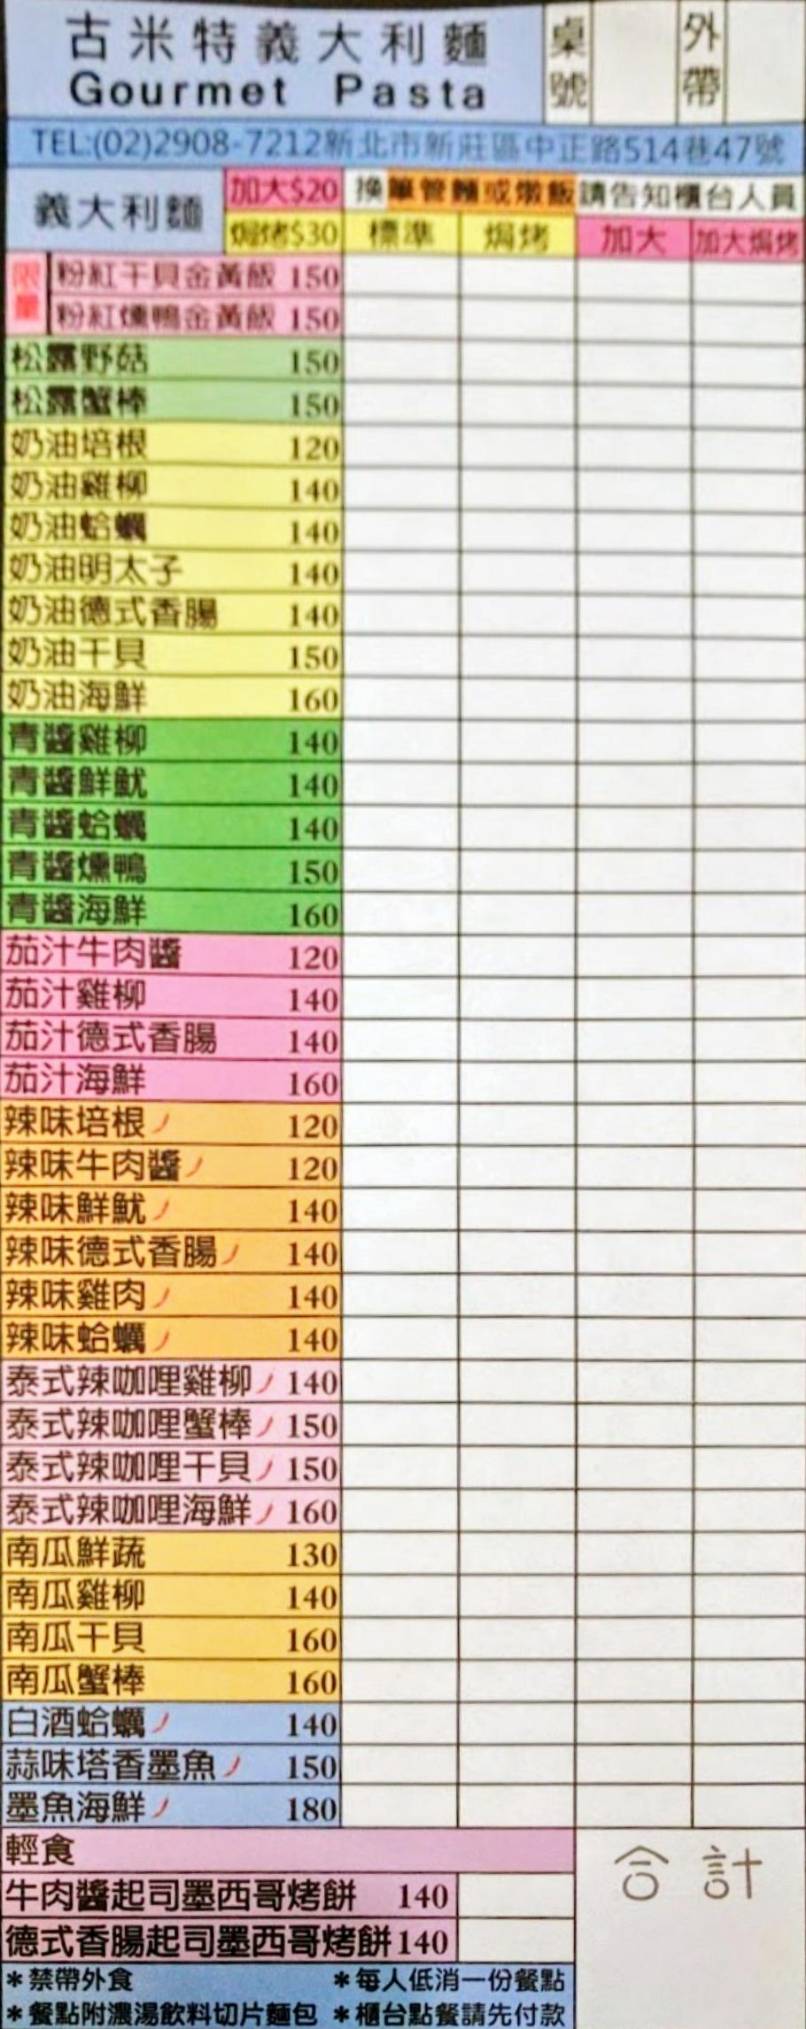 古米特義大利麵 桌號 外帶
Gourmet Pasta
TEL:(02)2908-7212新北市新莊區中正路514巷47號
義大利麵 加大$20 換筆管麵或燉飯請告知櫃台人員
焗烤$30 標準 焗烤 加大 加大焗烤
限量 粉紅干貝金黃飯 150
粉紅燻鴨金黃飯 150
松露野菇 150
松露蟹棒 150
奶油培根 120
奶油雞柳 140
奶油蛤蠣 140
奶油明太子 140
奶油德式香腸 140
奶油干貝 150
奶油海鮮 160
青醬雞柳 140
青醬鮮魷 140
青醬蛤蠣 140
青醬燻鴨 150
青醬海鮮 160
茄汁牛肉醬 120
茄汁雞柳 140
茄汁德式香腸 140
茄汁海鮮 160
辣味培根 120
辣味牛肉醬 120
辣味鮮魷 140
辣味德式香腸 140
辣味雞肉 140
辣味蛤蠣 140
泰式辣咖哩雞柳 140
泰式辣咖哩蟹棒 150
泰式辣咖哩干貝 150
泰式辣咖哩海鮮 160
南瓜鮮蔬 130
南瓜雞柳 140
南瓜干貝 160
南瓜蟹棒 160
白酒蛤蠣 140
蒜味塔香墨魚 150
墨魚海鮮 180
輕食 合計
牛肉醬起司墨西哥烤餅 140
德式香腸起司墨西哥烤餅 140
*禁帶外食 *每人低消一份餐點
*餐點附濃湯飲料切片麵包 *櫃台點餐請先付款